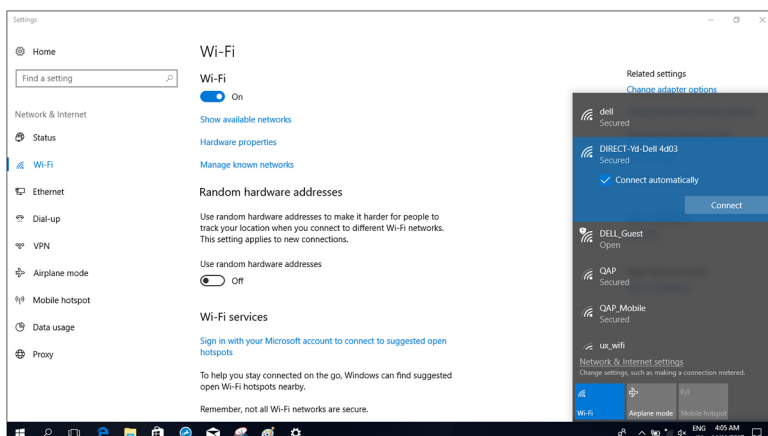 Settings
Home
Find a setting
Network & Internet
Status
Wi-Fi
Ethernet
Dial-up
VPN
Airplane mode
Mobile hotspot
Data usage
Proxy
Wi-Fi
Wi-Fi
On
Show available networks
Hardware properties
Manage known networks
Random hardware addresses
Use random hardware addresses to make it harder for people to
track your location when you connect to different Wi-Fi networks.
This setting applies to new connections.
Use random hardware addresses
Off
Wi-Fi services
Sign in with your Microsoft account to connect to suggested open
hotspots
To help you stay connected on the go, Windows can find suggested
open Wi-Fi hotspots nearby.
Remember, not all Wi-Fi networks are secure.
Related settings
Change adapter options
dell
Secured
DIRECT-Yd-Dell 4d03
Secured
Connect automatically
Connect
DELL_Guest
Open
QAP
Secured
QAP_Mobile
Secured
ux_wifi
Network & Internet settings
Change settings, such as making a connection metered.
Wi-Fi
Airplane mode
Mobile hotspot
ENG
4:05 AM